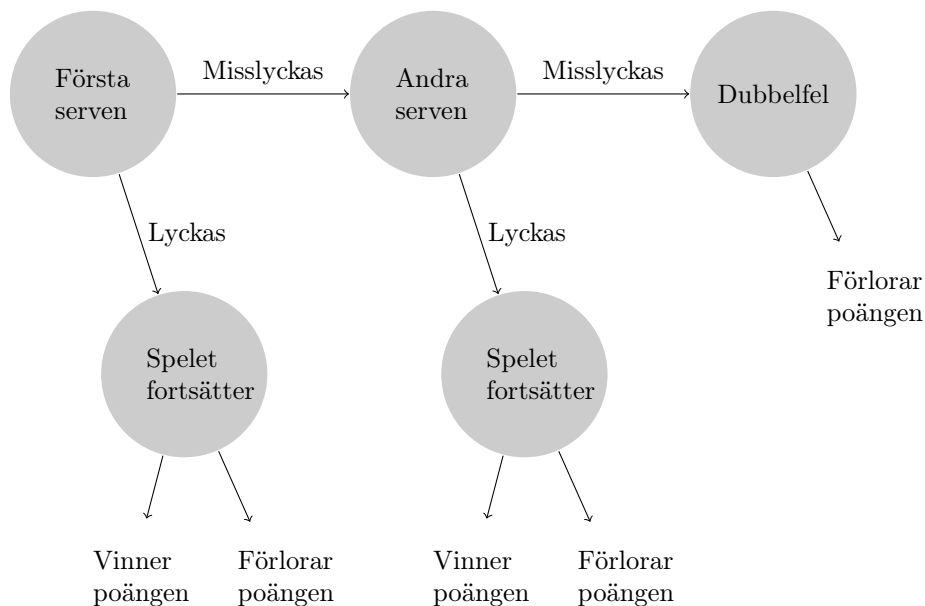 Första
serven
Misslyckas
Andra
serven
Misslyckas
Dubbelfel
Lyckas
Lyckas
Förlorar
poängen
Spelet
fortsätter
Spelet
fortsätter
Vinner
poängen
Förlorar
poängen
Vinner
poängen
Förlorar
poängen